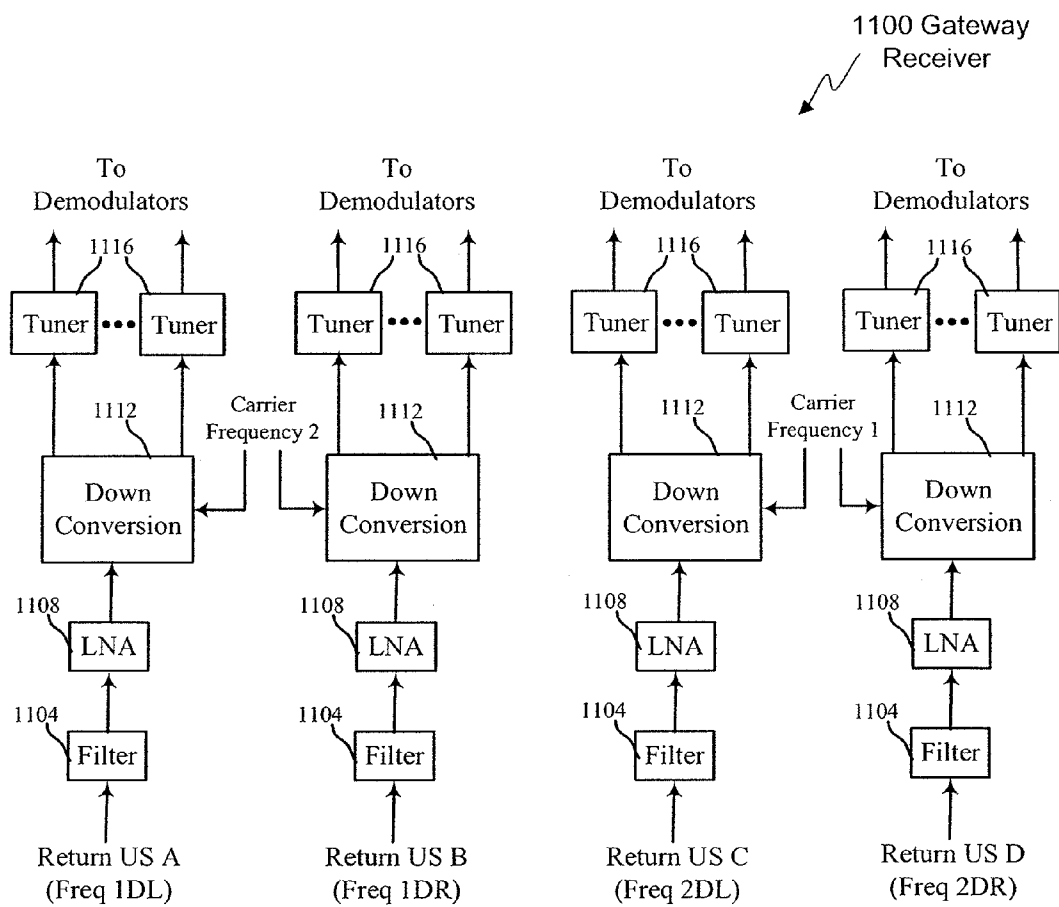 1100 Gateway
Receiver
To
Demodulators
To
Demodulators
To
Demodulators
To
Demodulators
1116
1116
1116
1116
Tuner ••• Tuner
Tuner ••• Tuner
Tuner ••• Tuner
Tuner ••• Tuner
1112
Carrier
Frequency 2
1112
1112
Carrier
Frequency 1
1112
Down
Conversion
Down
Conversion
Down
Conversion
Down
Conversion
1108
LNA
1108
LNA
1108
LNA
1108
LNA
1104
Filter
1104
Filter
1104
Filter
1104
Filter
Return US A
(Freq 1DL)
Return US B
(Freq 1DR)
Return US C
(Freq 2DL)
Return US D
(Freq 2DR)